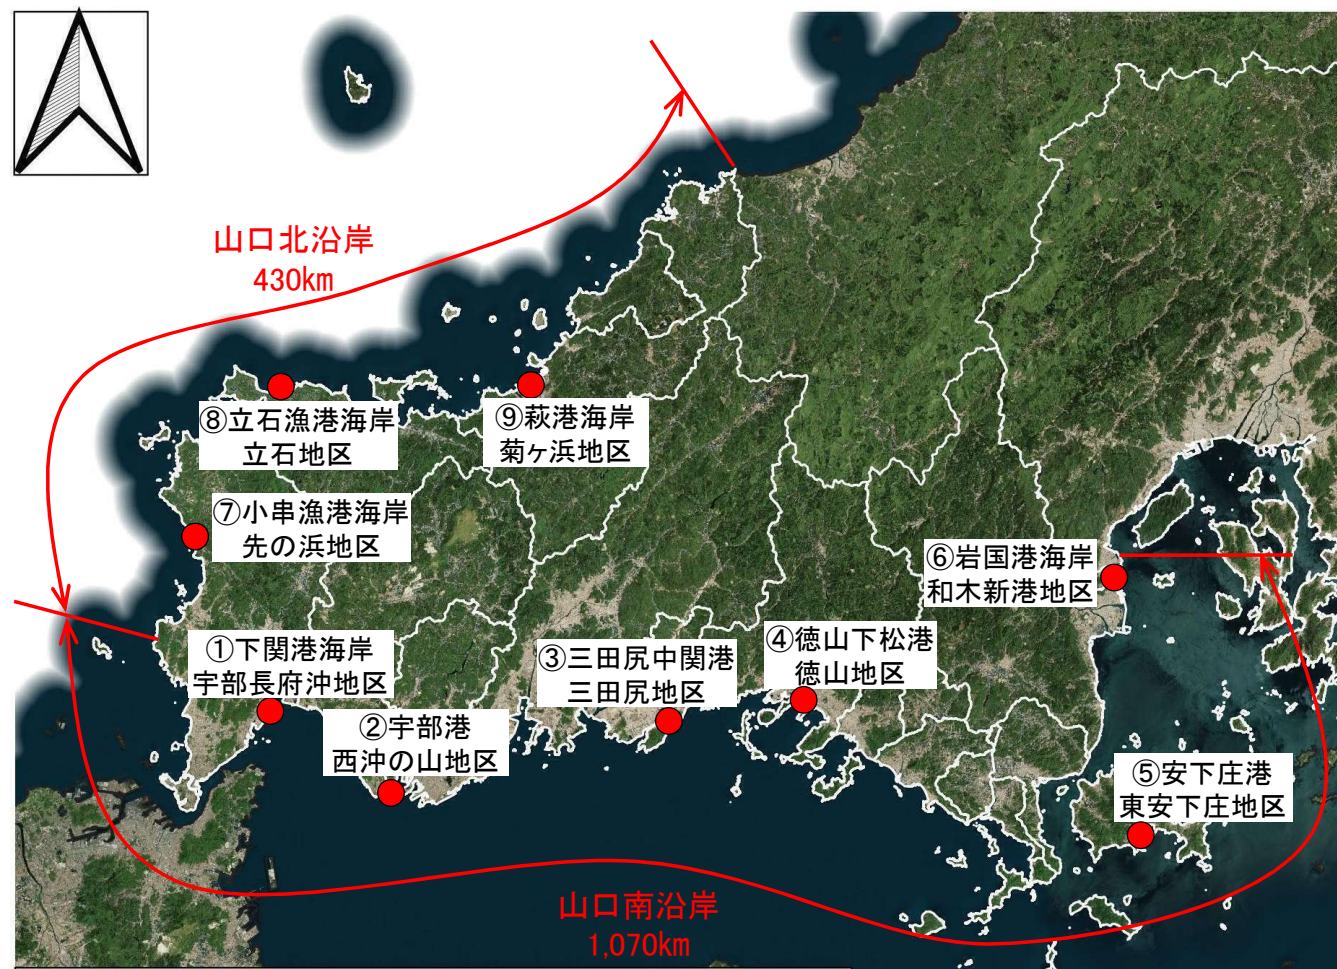 山口北沿岸
430km
⑧立石漁港海岸
立石地区
⑨萩港海岸
菊ヶ浜地区
⑦小串漁港海岸
先の浜地区
⑥岩国港海岸
和木新港地区
①下関港海岸
宇部長府沖地区
③三田尻中関港
三田尻地区
④徳山下松港
徳山地区
②宇部港
西沖の山地区
⑤安下庄港
東安下庄地区
山口南沿岸
1,070km